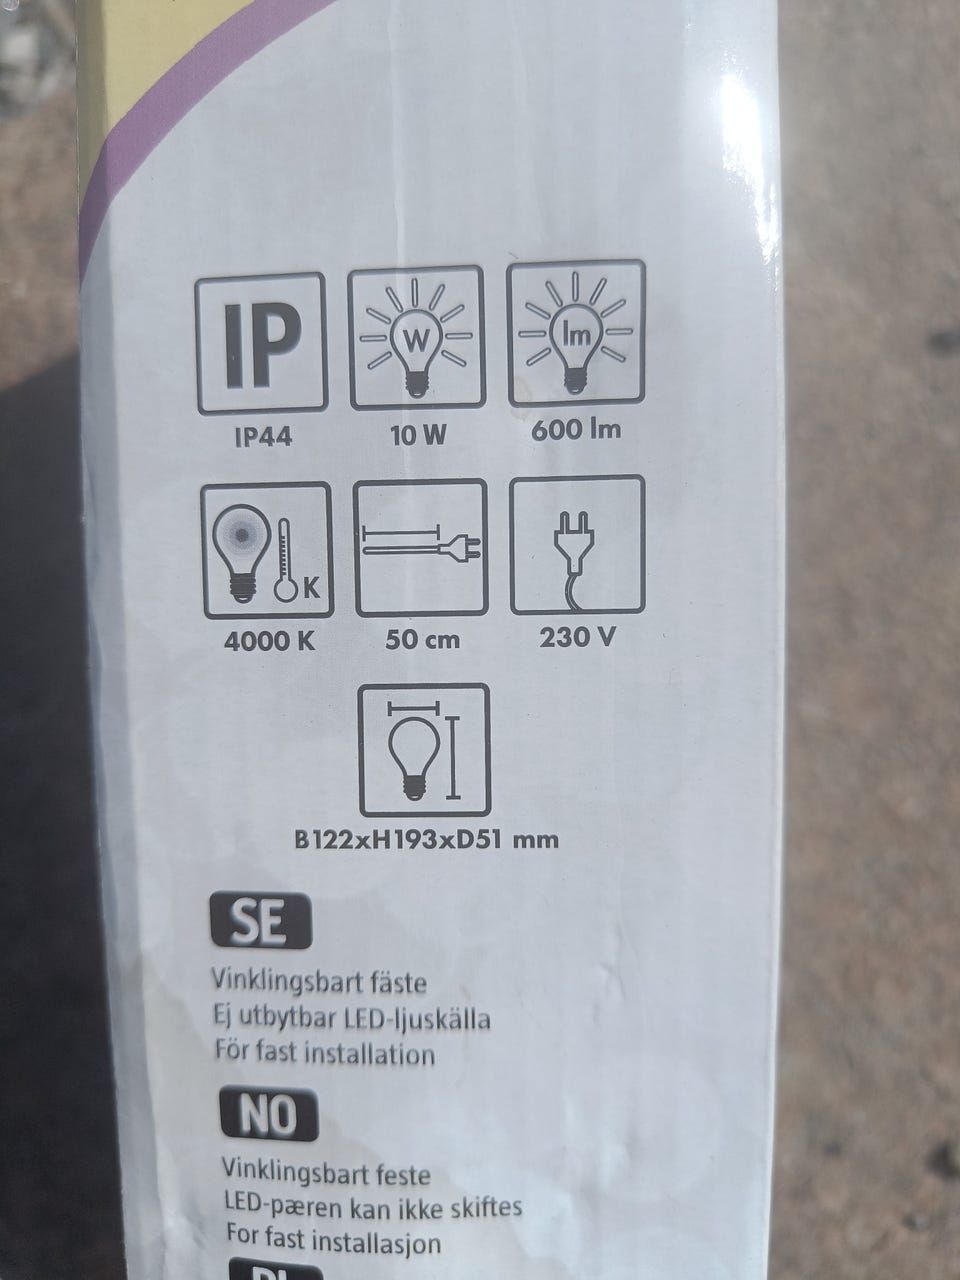 IP
W
lm
IP44
10 W
600 lm
K
4000 K
50 cm
230 V
B122xH193xD51 mm
SE
Vinklingsbart fäste
Ej utbytbar LED-ljuskälla
För fast installation
NO
Vinklingsbart feste
LED-pæren kan ikke skiftes
For fast installasjon
PL